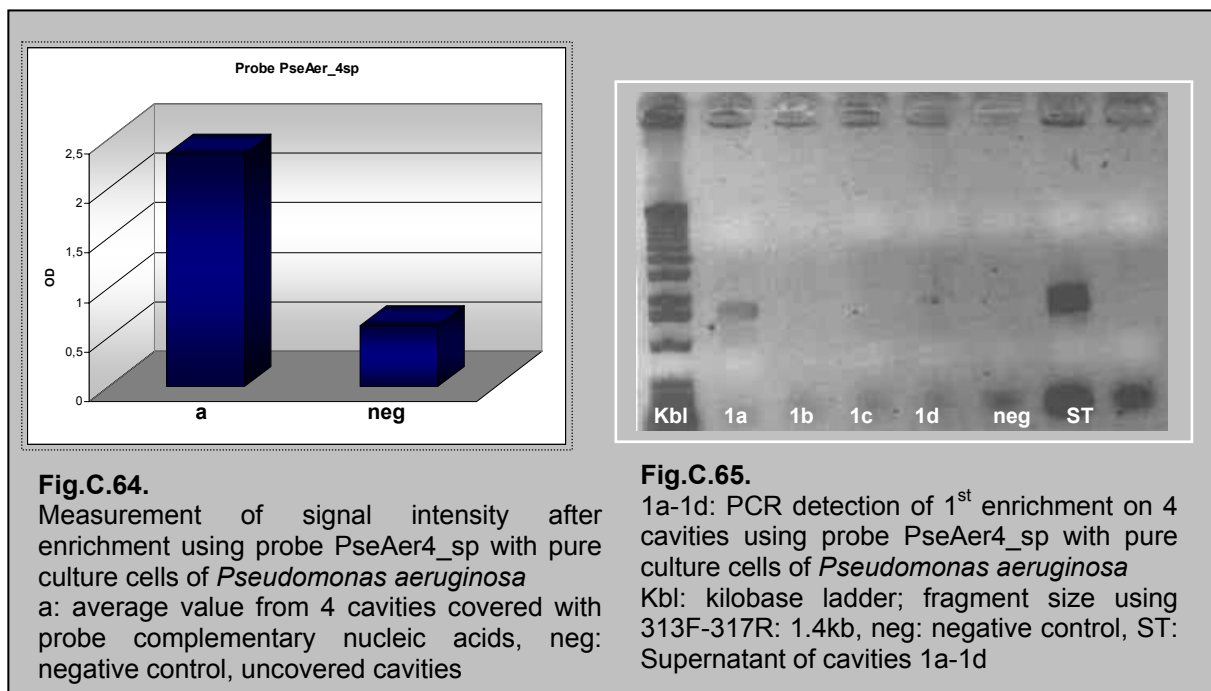 Probe PseAer_4sp
2,5
2
1,5
1
0,5
0
OD
a
neg
Fig.C.64.
Measurement of signal intensity after
enrichment using probe PseAer4_sp with pure
culture cells of Pseudomonas aeruginosa
a: average value from 4 cavities covered with
probe complementary nucleic acids, neg:
negative control, uncovered cavities
Kbl 1a 1b 1c 1d neg ST
Fig.C.65.
1a-1d: PCR detection of 1st enrichment on 4
cavities using probe PseAer4_sp with pure
culture cells of Pseudomonas aeruginosa
Kbl: kilobase ladder; fragment size using
313F-317R: 1.4kb, neg: negative control, ST:
Supernatant of cavities 1a-1d